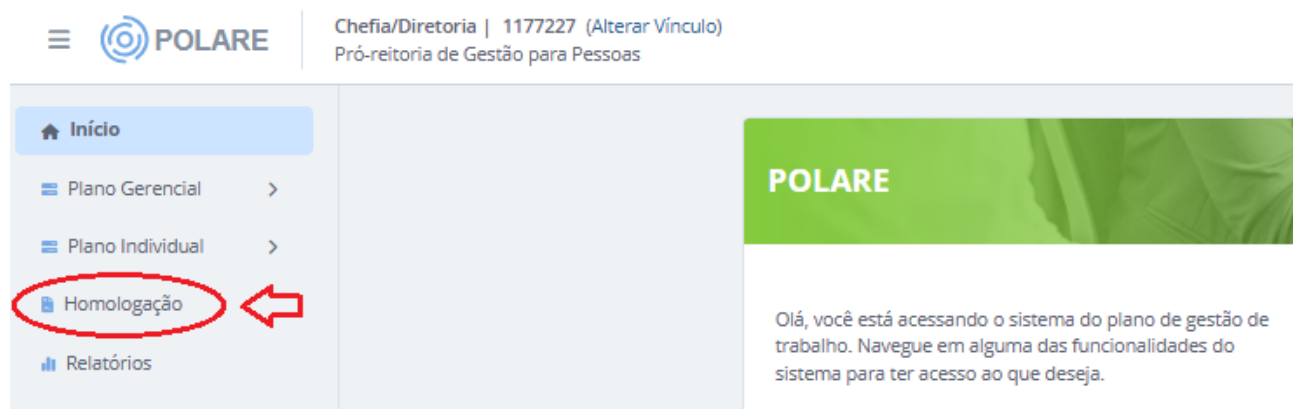 POLARE
Chefia/Diretoria | 1177227 (Alterar Vínculo)
Pró-reitoria de Gestão para Pessoas
Início
Plano Gerencial
Plano Individual
Homologação
Relatórios
POLARE
Olá, você está acessando o sistema do plano de gestão de
trabalho. Navegue em alguma das funcionalidades do
sistema para ter acesso ao que deseja.